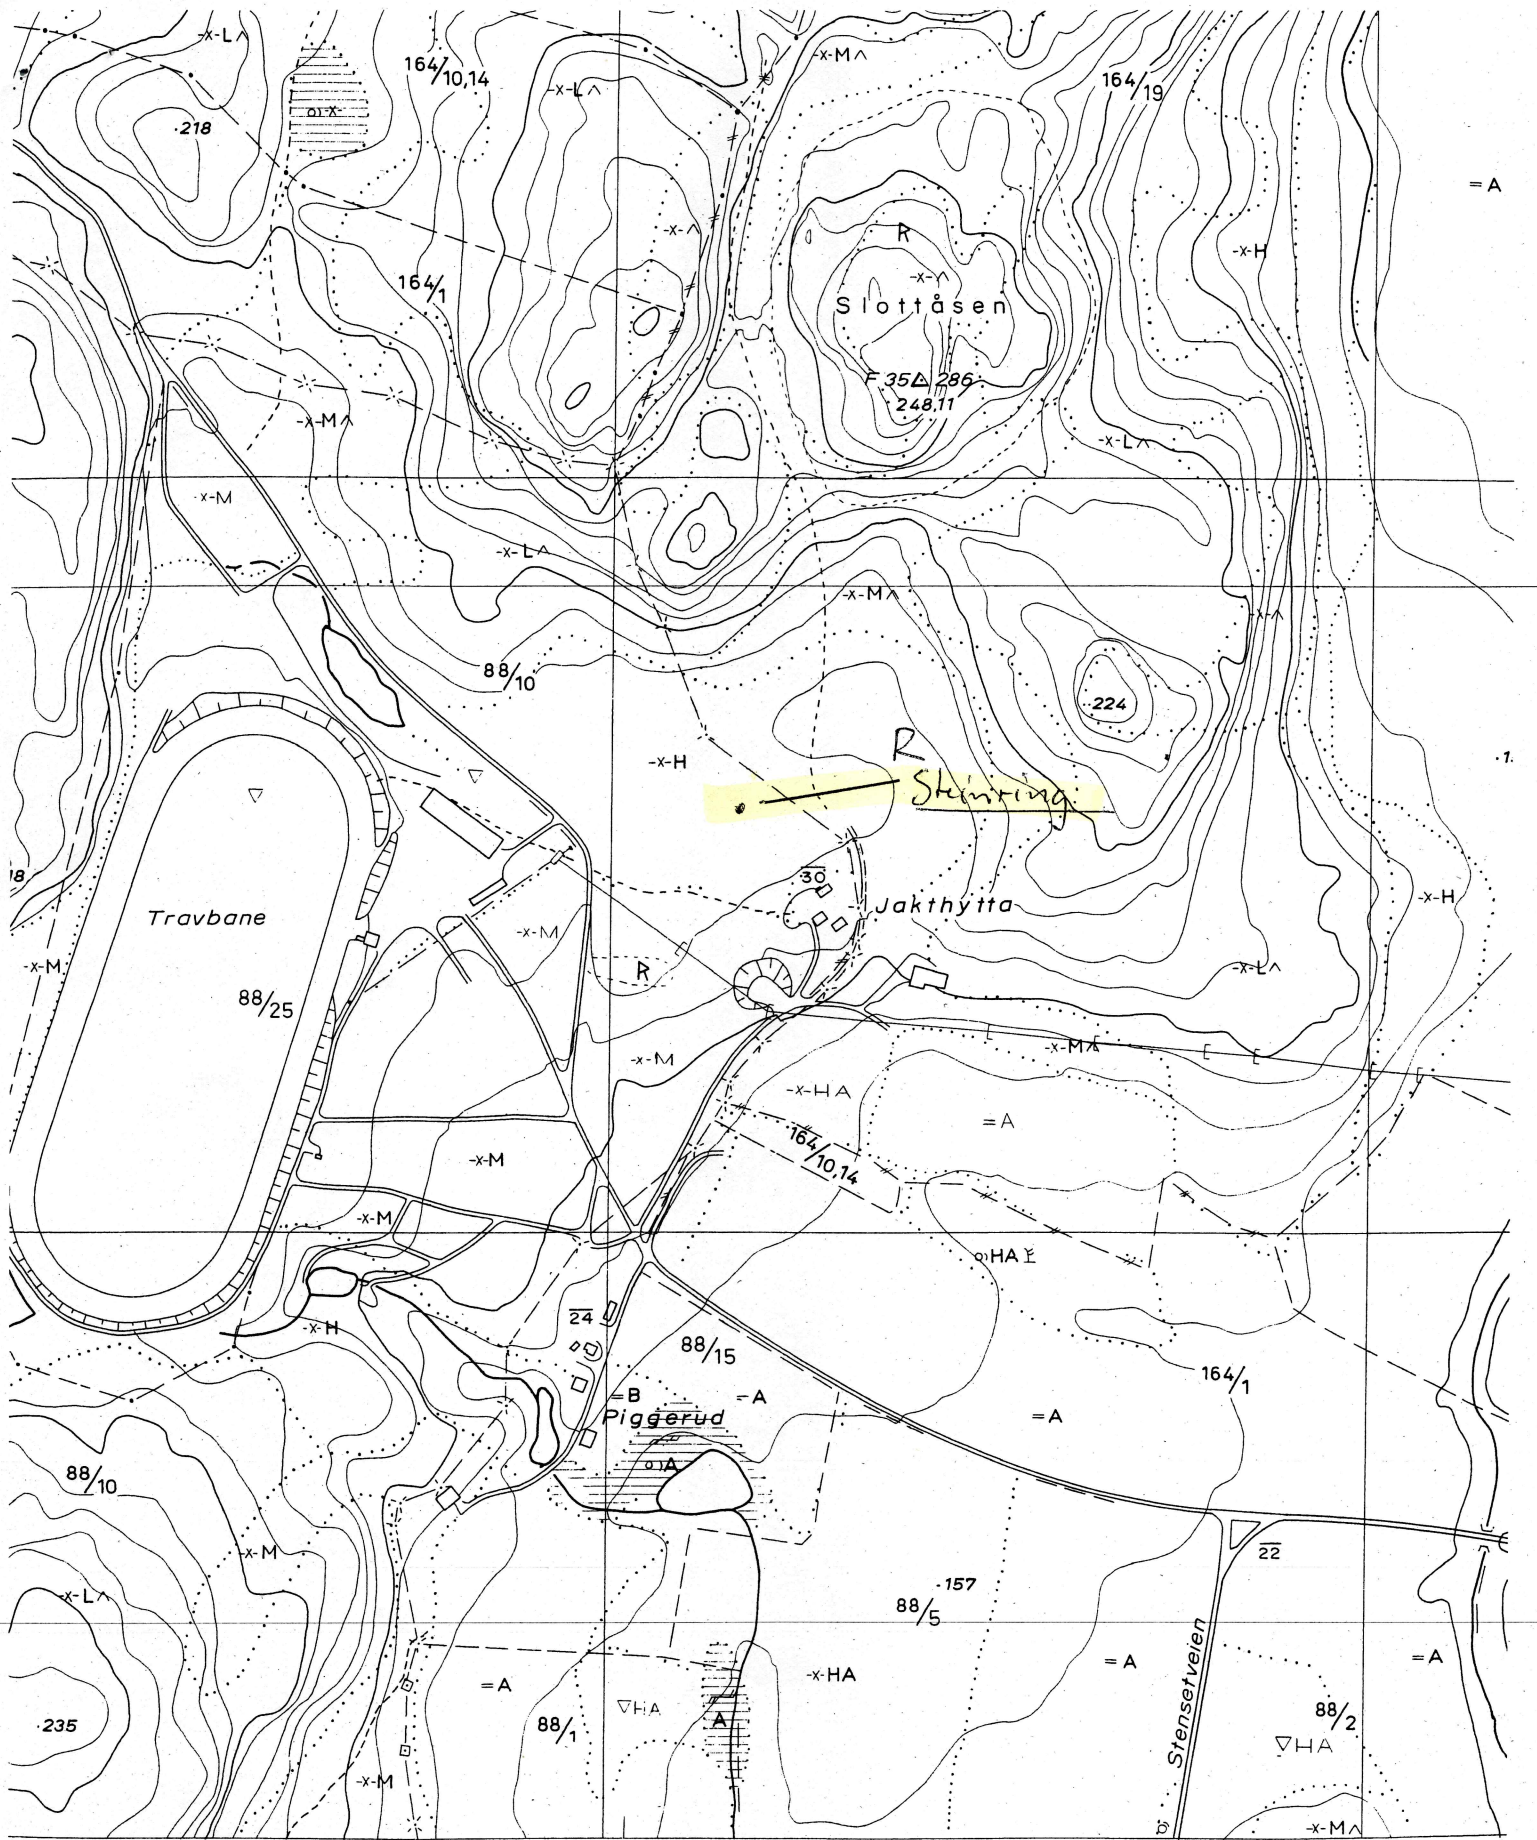 -x-L^
164/10,14
-x-L^
-x-M^
164/19
o)-x-
·218
=A
-x-^
R
-x-H
-x-^
164/1
Slottåsen
F 35△ 286
248,11
-x-M^
-x-L^
-x-M
-x-L^
-x-M^
-x-^
88/10
224
R
-x-H
Steinring
30
Jakthytta
-x-H
Travbane
-x-M
-x-M
R
-x-L^
88/25
-x-M
-x-M^
-x-HA
=A
164/10,14
-x-M
-x-M
o)HA
-x-H
24
88/15
164/1
=B
=A
=A
Piggerud
o)A
88/10
-x-M
22
·157
-x-L^
88/5
Stensetveien
=A
-x-HA
=A
=A
·235
88/1
▽HA
A
88/2
▽HA
-x-M
-x-M^